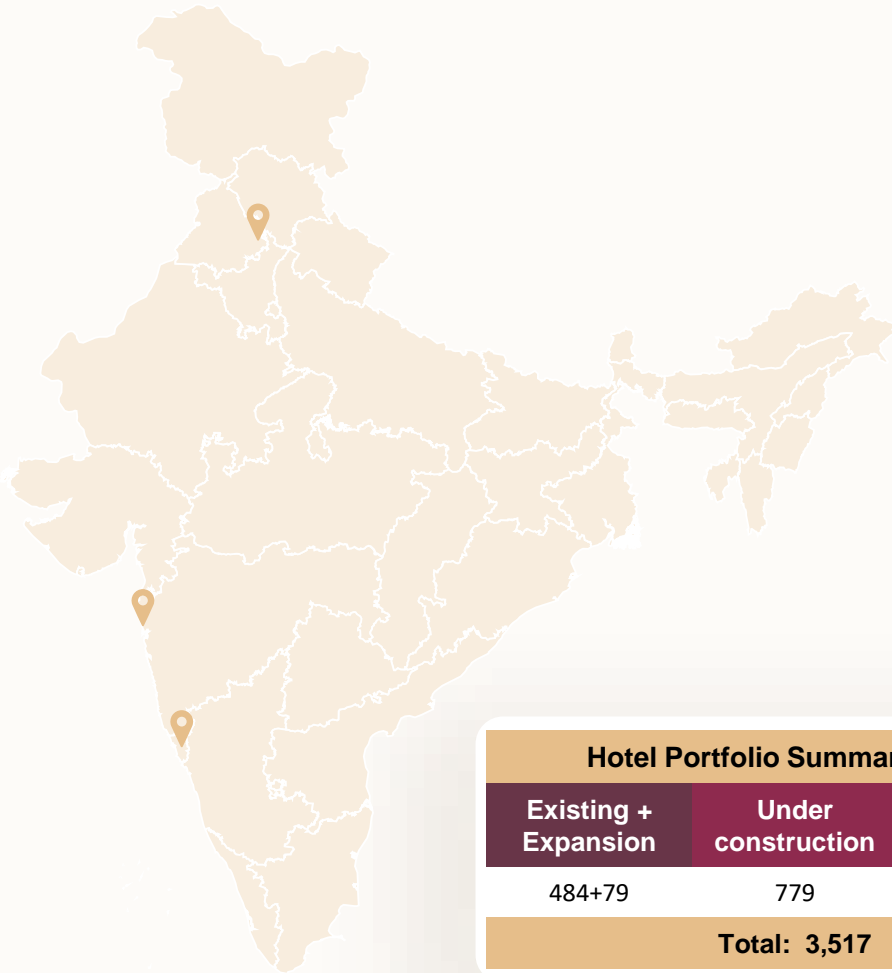 Hotel Portfolio Summar
Existing +
Expansion
Under
construction
484+79
779
Total: 3,517